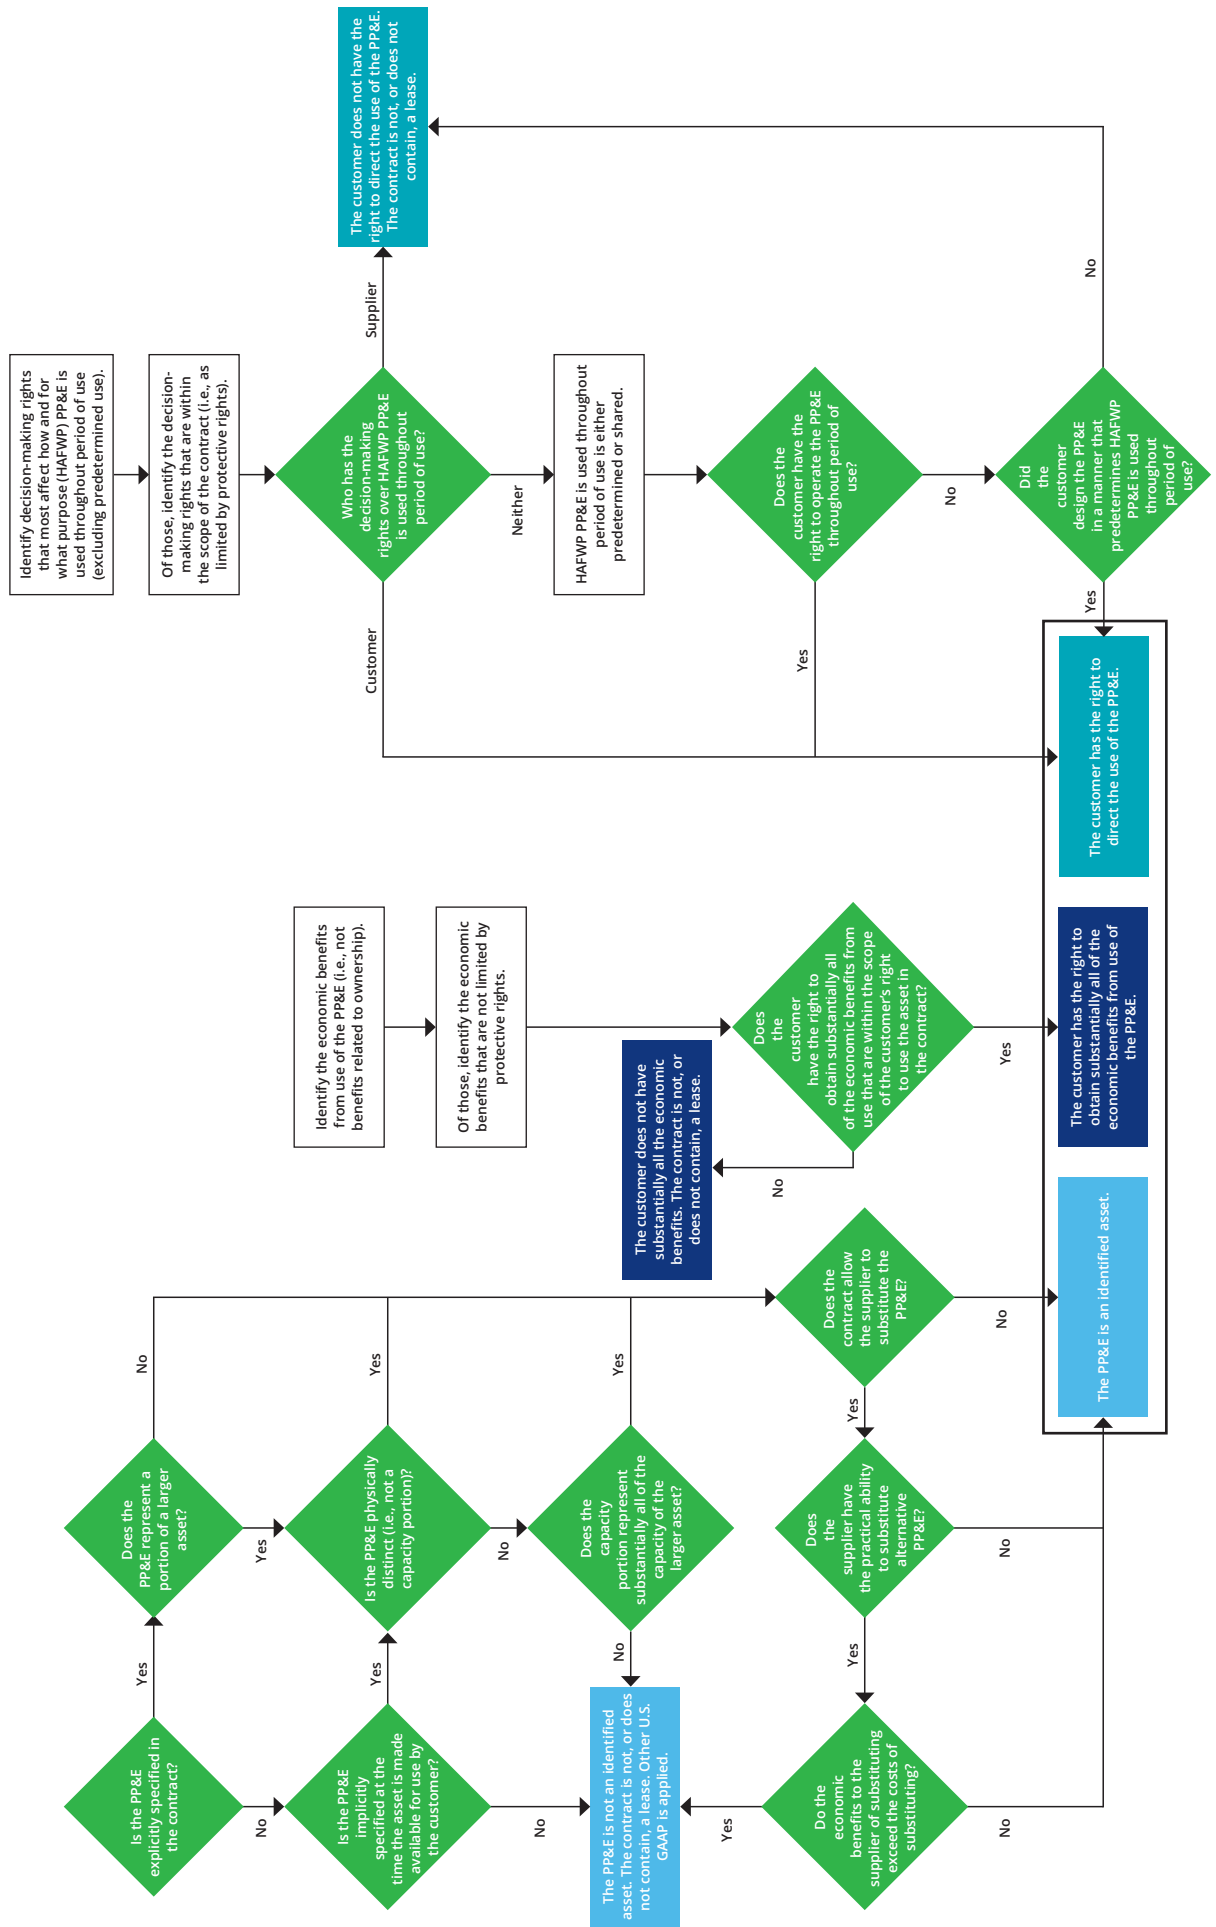 Is the PP&E
explicitly specified in
the contract?
Yes
No
Does the
PP&E represent a
portion of a larger
asset?
No
Yes
Is the PP&E
implicitly
specified at the
time the asset is made
available for use by
the customer?
Yes
No
Is the PP&E physically
distinct (i.e., not a
capacity portion)?
Yes
No
Does the
capacity
portion represent
substantially all of the
capacity of the
larger asset?
Yes
No
The PP&E is not an identified
asset. The contract is not, or does
not contain, a lease. Other U.S.
GAAP is applied.
Does the
contract allow
the supplier to
substitute the
PP&E?
Yes
No
Does
the
supplier have
the practical ability
to substitute
alternative
PP&E?
Yes
No
Do the
economic
benefits to the
supplier of substituting
exceed the costs of
substituting?
Yes
No
The PP&E is an identified asset.
Identify the economic benefits
from use of the PP&E (i.e., not
benefits related to ownership).
Of those, identify the economic
benefits that are not limited by
protective rights.
Does
the
customer
have the right to
obtain substantially all
of the economic benefits from
use that are within the scope
of the customer's right
to use the asset in
the contract?
No
Yes
The customer does not have
substantially all the economic
benefits. The contract is not, or
does not contain, a lease.
The customer has the right to
obtain substantially all of the
economic benefits from use of
the PP&E.
Identify decision-making rights
that most affect how and for
what purpose (HAFWP) PP&E is
used throughout period of use
(excluding predetermined use).
Of those, identify the decision-
making rights that are within
the scope of the contract (i.e., as
limited by protective rights).
Who has the
decision-making
rights over HAFWP PP&E
is used throughout
period of use?
Customer
Supplier
Neither
The customer does not have the
right to direct the use of the PP&E.
The contract is not, or does not
contain, a lease.
HAFWP PP&E is used throughout
period of use is either
predetermined or shared.
Does the
customer have the
right to operate the PP&E
throughout period of
use?
Yes
No
Did
the
customer
design the PP&E
in a manner that
predetermines HAFWP
PP&E is used
throughout
period of
use?
Yes
No
The customer has the right to
direct the use of the PP&E.